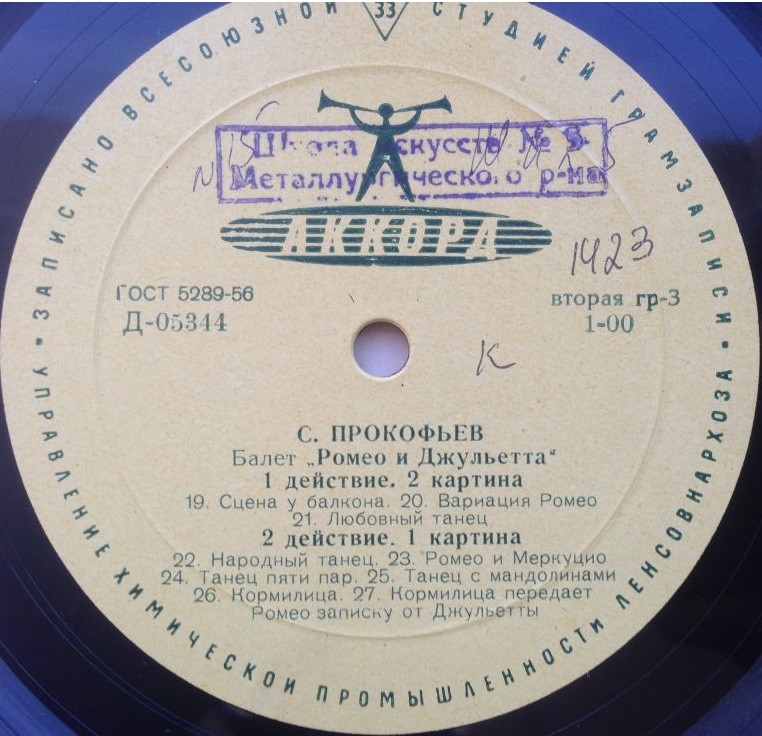 ЗАПИСАНО ВСЕСОЮЗНОЙ СТУДИЕЙ ГРАМЗАПИСИ
33
Школа искусств № 5
Металлургического р-на
АККОРД
1423
ГОСТ 5289-56
Д-05344
вторая гр-3
1-00
К
С. ПРОКОФЬЕВ
Балет „Ромео и Джульетта“
1 действие. 2 картина
19. Сцена у балкона. 20. Вариация Ромео
21. Любовный танец
2 действие. 1 картина
22. Народный танец. 23. Ромео и Меркуцио
24. Танец пяти пар. 25. Танец с мандолинами
26. Кормилица. 27. Кормилица передает
Ромео записку от Джульетты
УПРАВЛЕНИЕ ХИМИЧЕСКОЙ ПРОМЫШЛЕННОСТИ ЛЕНСОВНАРХОЗА